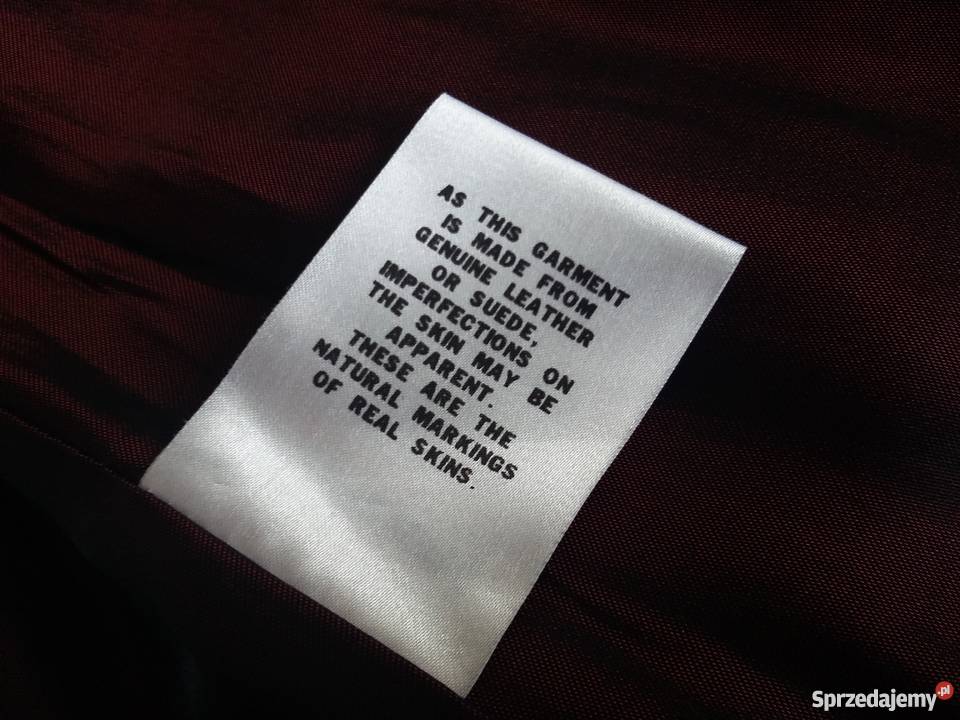 AS THIS GARMENT
IS MADE FROM
GENUINE LEATHER
OR SUEDE,
IMPERFECTIONS ON
THE SKIN MAY BE
APPARENT.
THESE ARE THE
NATURAL MARKINGS
OF REAL SKINS.
Sprzedajemy.pl